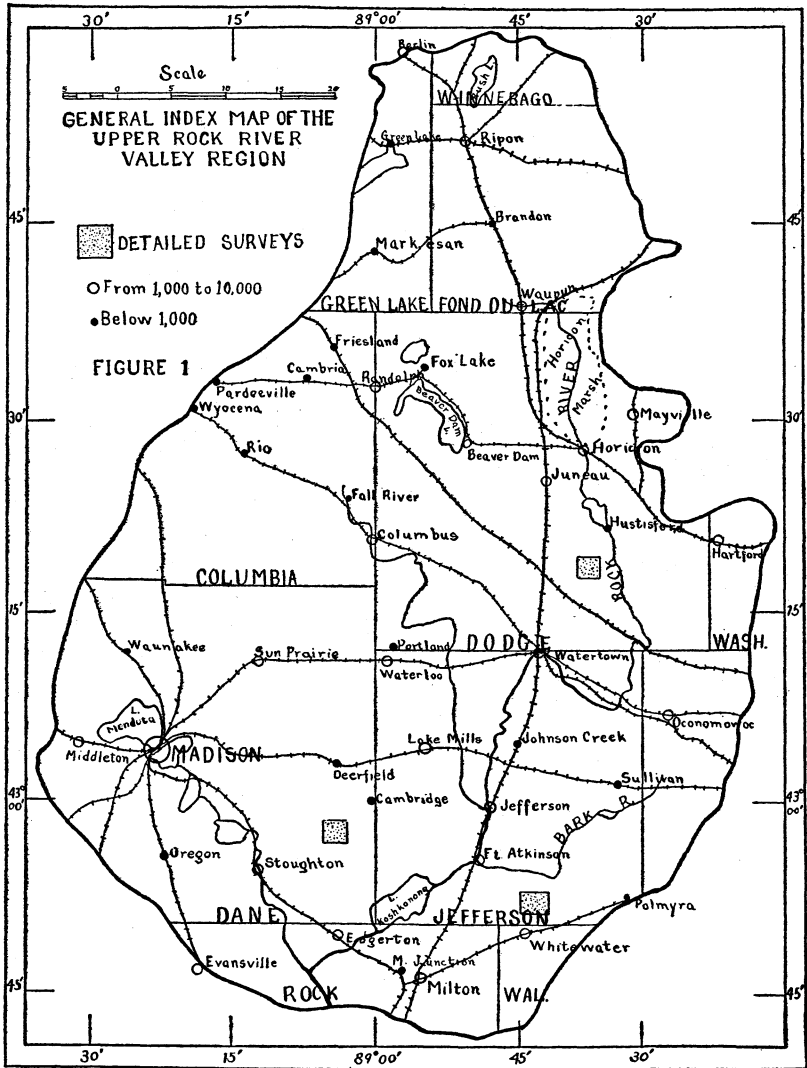 30' 15' 89°00' 45' 30'
Scale
5 0 5 10 15 20
GENERAL INDEX MAP OF THE
UPPER ROCK RIVER
VALLEY REGION
Berlin
Rush L.
WINNEBAGO
Green Lake
Ripon
45'
45'
DETAILED SURVEYS
From 1,000 to 10,000
Below 1,000
FIGURE 1
Brandon
Markesan
Waupun
GREEN LAKE
FOND DU LAC
Friesland
Cambria
Randolph
Fox Lake
Pardeeville
Wyocena
Beaver Dam
L.
Horicon
Marsh
RIVER
30'
30'
Mayville
Rio
Beaver Dam
Horicon
Juneau
Fall River
Columbus
Hustisford
Hartford
COLUMBIA
ROCK
15'
15'
Waunakee
Sun Prairie
Portland
DODGE
WASH.
Waterloo
Watertown
L.
Mendota
Oconomowoc
Middleton
MADISON
Lake Mills
Johnson Creek
Deerfield
Sullivan
43°
00'
43°
00'
Cambridge
Jefferson
BARK R.
Oregon
Stoughton
Ft. Atkinson
L.
Koshkonong
Palmyra
DANE
JEFFERSON
Edgerton
Whitewater
Evansville
M. Junction
Milton
45'
45'
ROCK
WAL.
30' 15' 89°00' 45' 30'